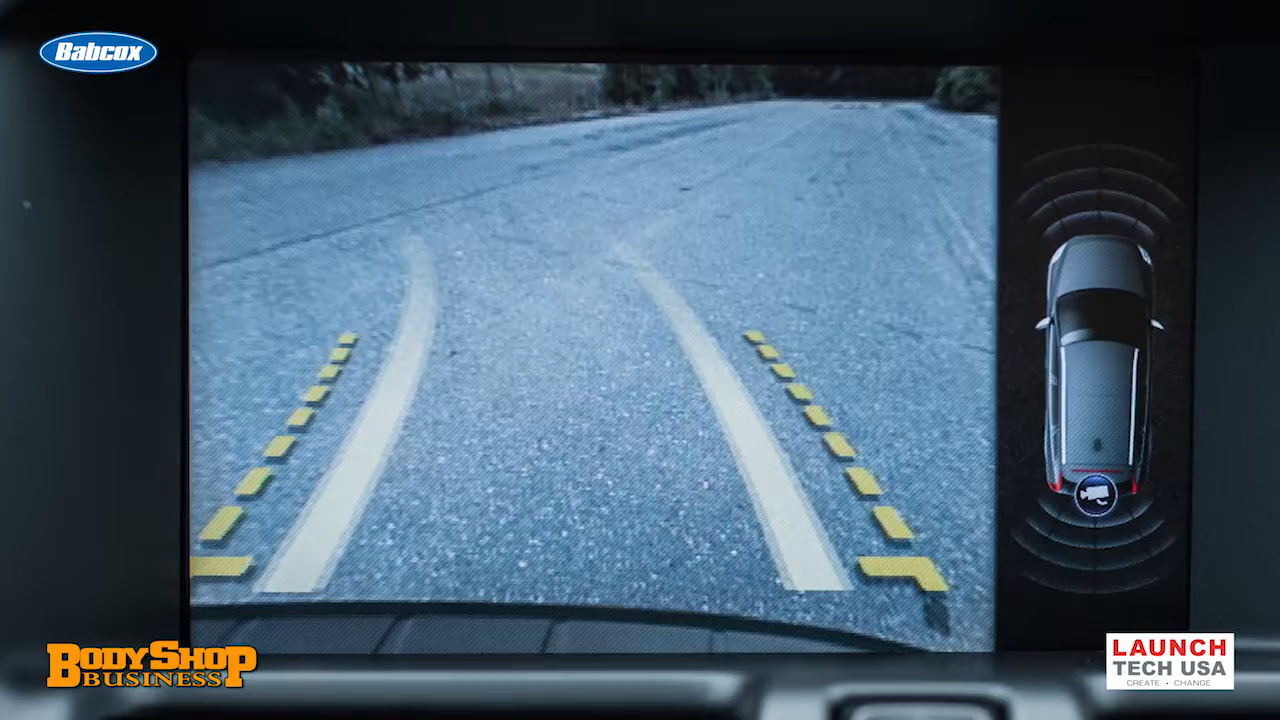 Babcox
BODYSHOP
BUSINESS
LAUNCH
TECH USA
CREATE • CHANGE